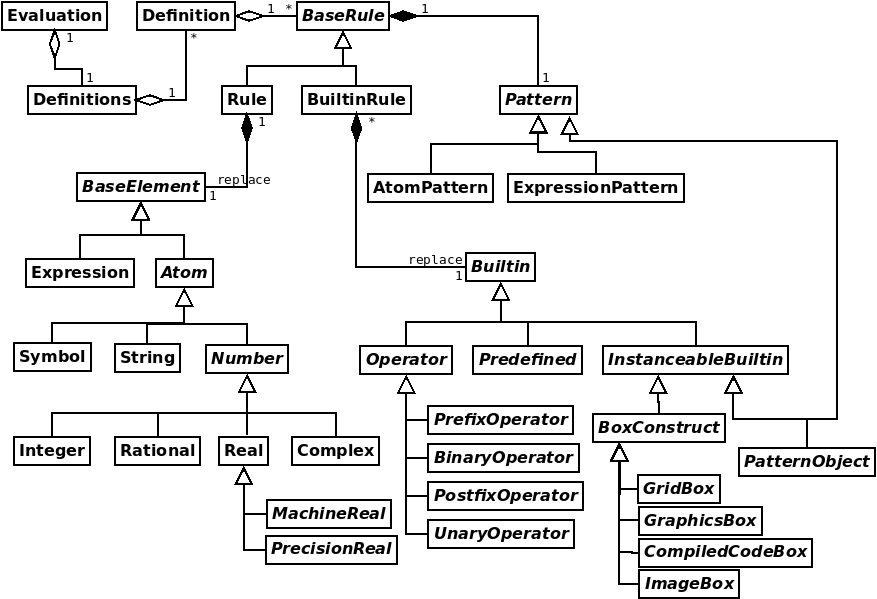 Evaluation
Definition
1
*
BaseRule
1
1
*
1
1
Definitions
1
Rule
BuiltinRule
Pattern
1
*
BaseElement
replace
1
AtomPattern
ExpressionPattern
Expression
Atom
replace
1
Builtin
Symbol
String
Number
Operator
Predefined
InstanceableBuiltin
PrefixOperator
BoxConstruct
Integer
Rational
Real
Complex
BinaryOperator
PatternObject
PostfixOperator
GridBox
MachineReal
UnaryOperator
GraphicsBox
PrecisionReal
CompiledCodeBox
ImageBox